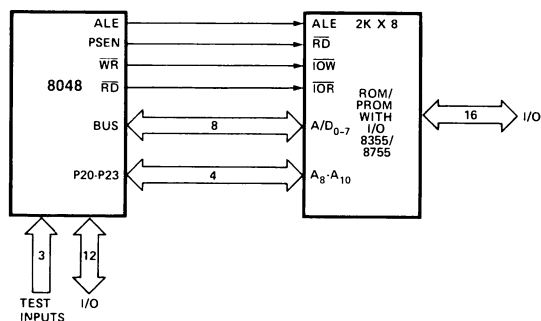 ALE
PSEN
WR
RD
8048
BUS
P20-P23
8
4
ALE 2K X 8
RD
IOW
IOR
ROM/
PROM
WITH
I/O
8355/
8755
A/D0-7
A8-A10
16
I/O
3
12
TEST
INPUTS
I/O